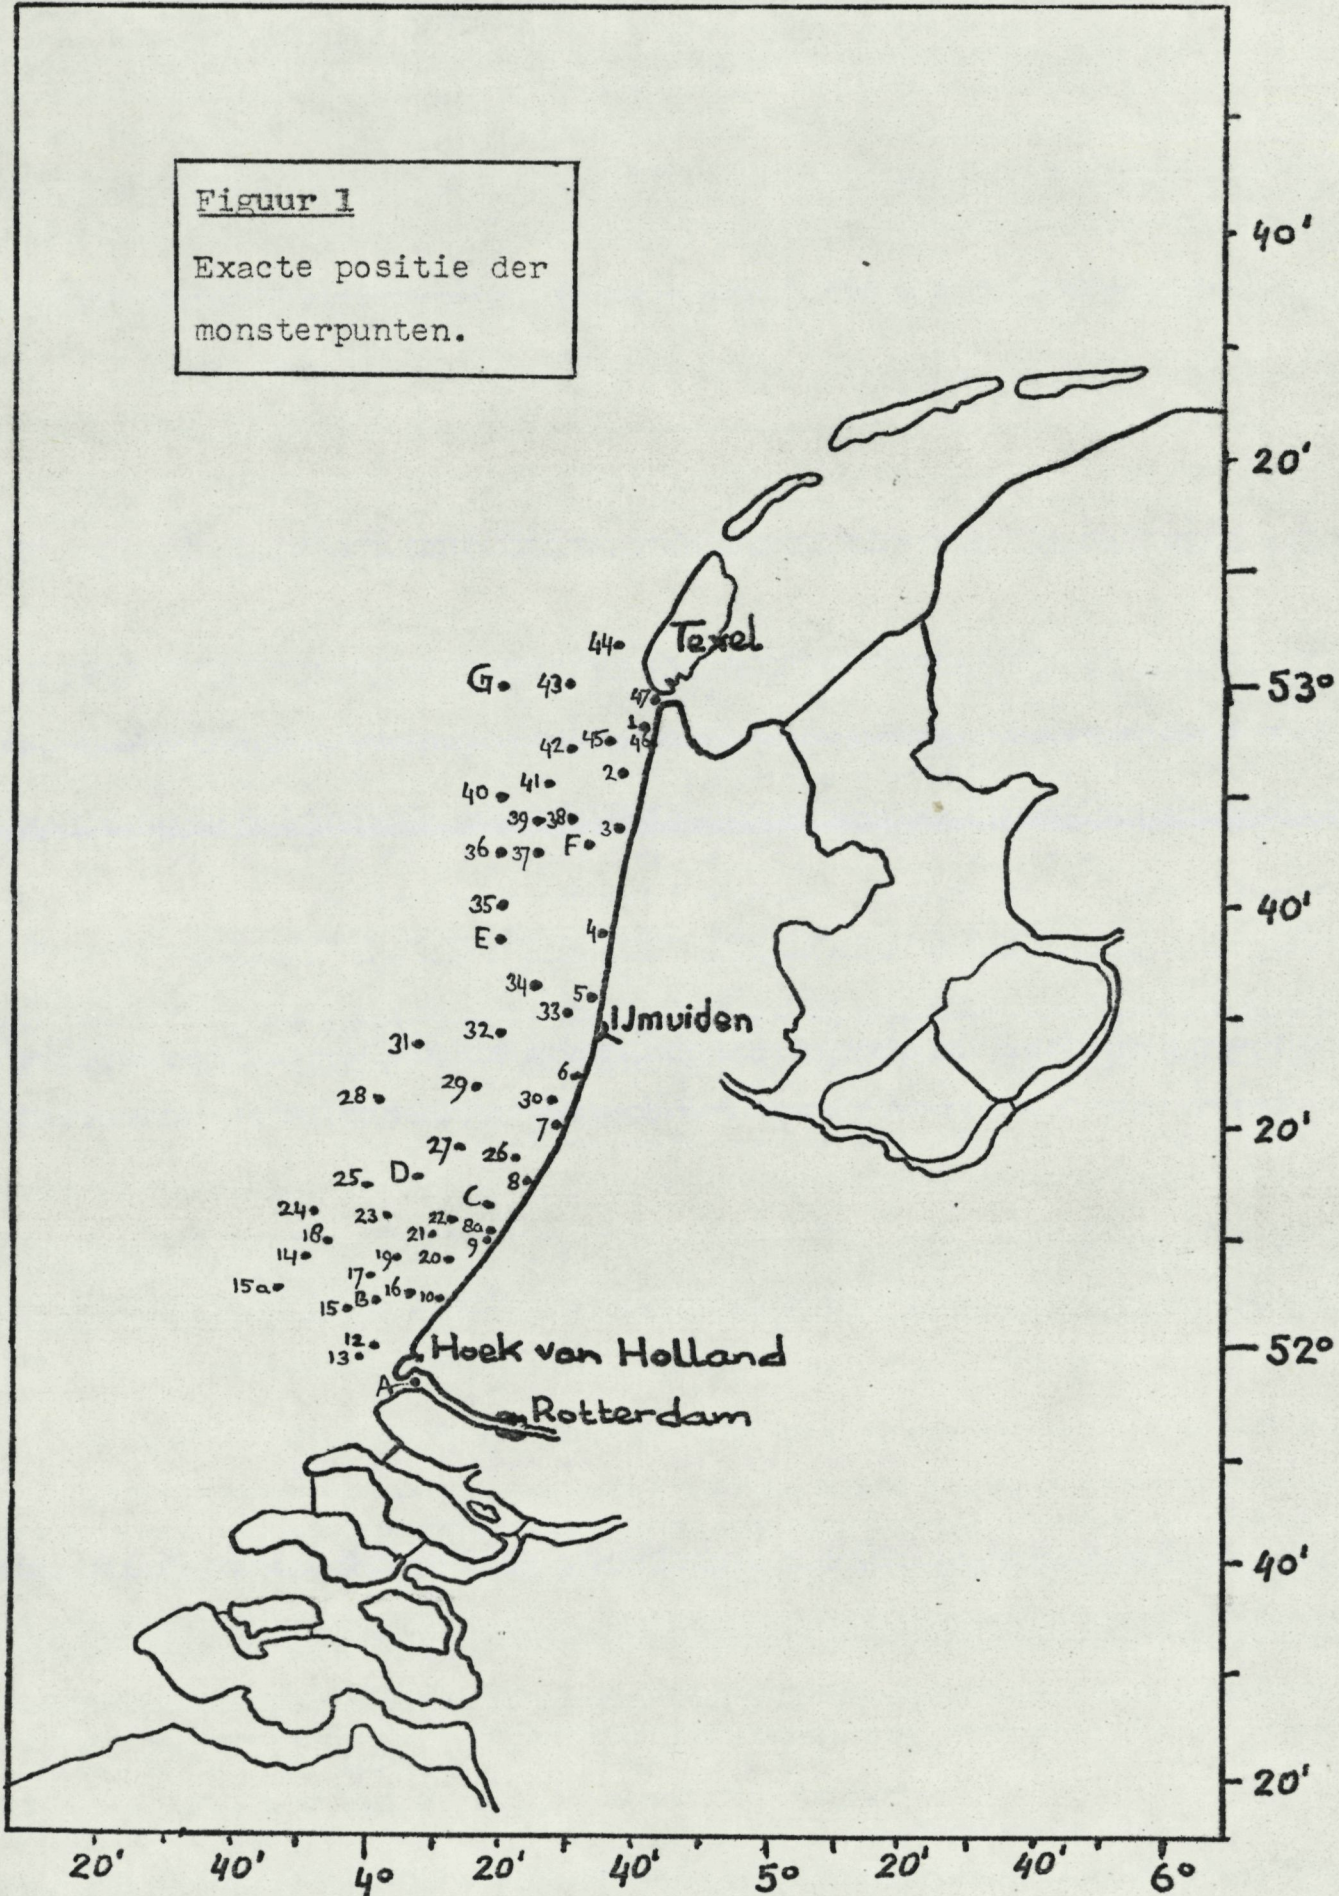 Figuur 1
Exacte positie der
monsterpunten.
40'
20'
44 Texel
G 43 53°
47
1
42 45 46
2
40 41
39 38 3
36 37 F
35 40'
E 4
34 5
33 IJmuiden
31 32
6
28 29 30
7 20'
27 26
25 D 8
C
24 23 22
18 21 8a
9
14 19 20
17
15a 16
15 B 10
12 Hoek van Holland 52°
13
A
Rotterdam
40'
20'
20' 40' 4° 20' 40' 5° 20' 40' 6°